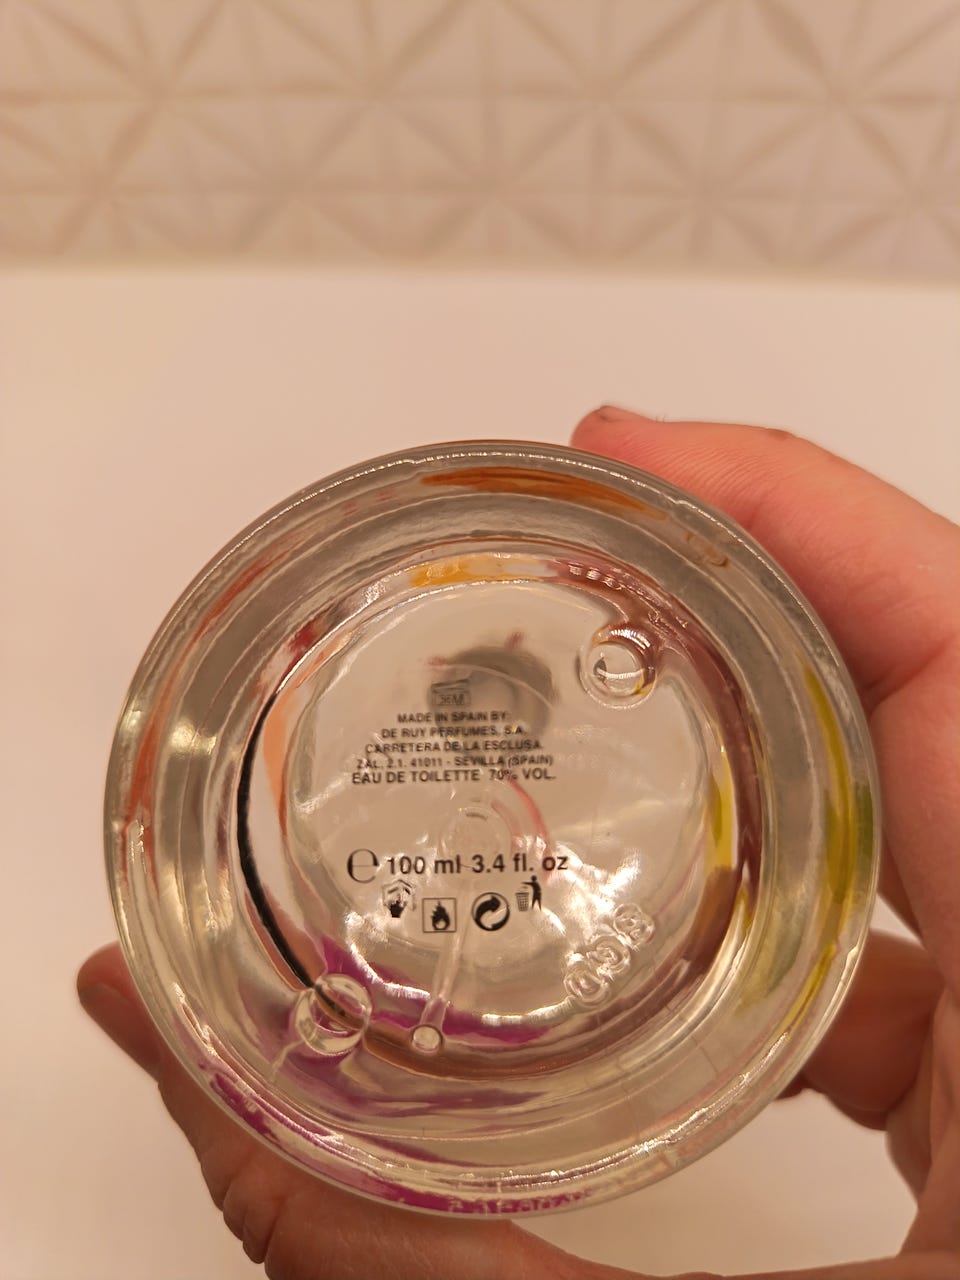 MADE IN SPAIN BY:
DE RUY PERFUMES, S.A.
CARRETERA DE LA ESCLUSA,
ZAL, 2.1. 41011 - SEVILLA (SPAIN)
EAU DE TOILETTE 70% VOL.
℮ 100 ml 3.4 fl. oz